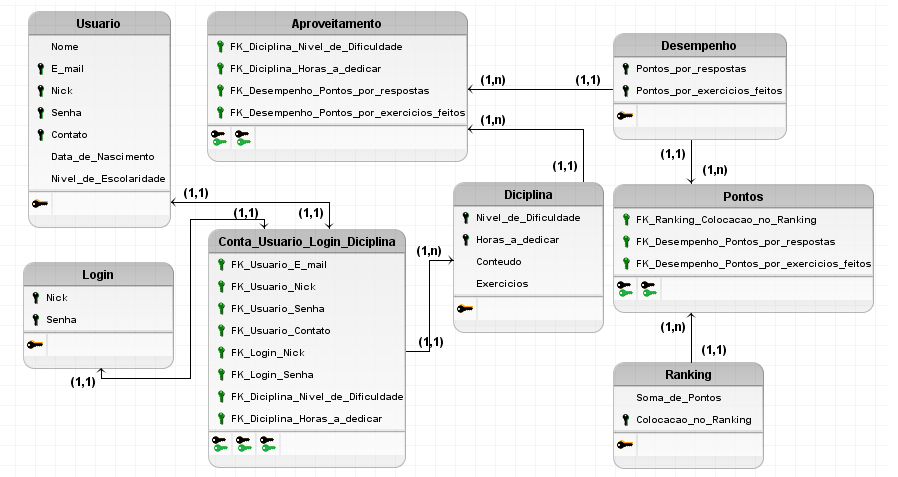 Usuario
Nome
E_mail
Nick
Senha
Contato
Data_de_Nascimento
Nivel_de_Escolaridade
Aproveitamento
FK_Diciplina_Nivel_de_Dificuldade
FK_Diciplina_Horas_a_dedicar
FK_Desempenho_Pontos_por_respostas
FK_Desempenho_Pontos_por_exercicios_feitos
(1,n)
(1,1)
(1,n)
(1,1)
Desempenho
Pontos_por_respostas
Pontos_por_exercicios_feitos
(1,1)
(1,n)
(1,1)
(1,1)
(1,1)
Diciplina
Nivel_de_Dificuldade
Horas_a_dedicar
Conteudo
Exercicios
Pontos
FK_Ranking_Colocacao_no_Ranking
FK_Desempenho_Pontos_por_respostas
FK_Desempenho_Pontos_por_exercicios_feitos
Login
Nick
Senha
(1,1)
Conta_Usuario_Login_Diciplina
FK_Usuario_E_mail
FK_Usuario_Nick
FK_Usuario_Senha
FK_Usuario_Contato
FK_Login_Nick
FK_Login_Senha
FK_Diciplina_Nivel_de_Dificuldade
FK_Diciplina_Horas_a_dedicar
(1,n)
(1,1)
(1,n)
(1,1)
Ranking
Soma_de_Pontos
Colocacao_no_Ranking